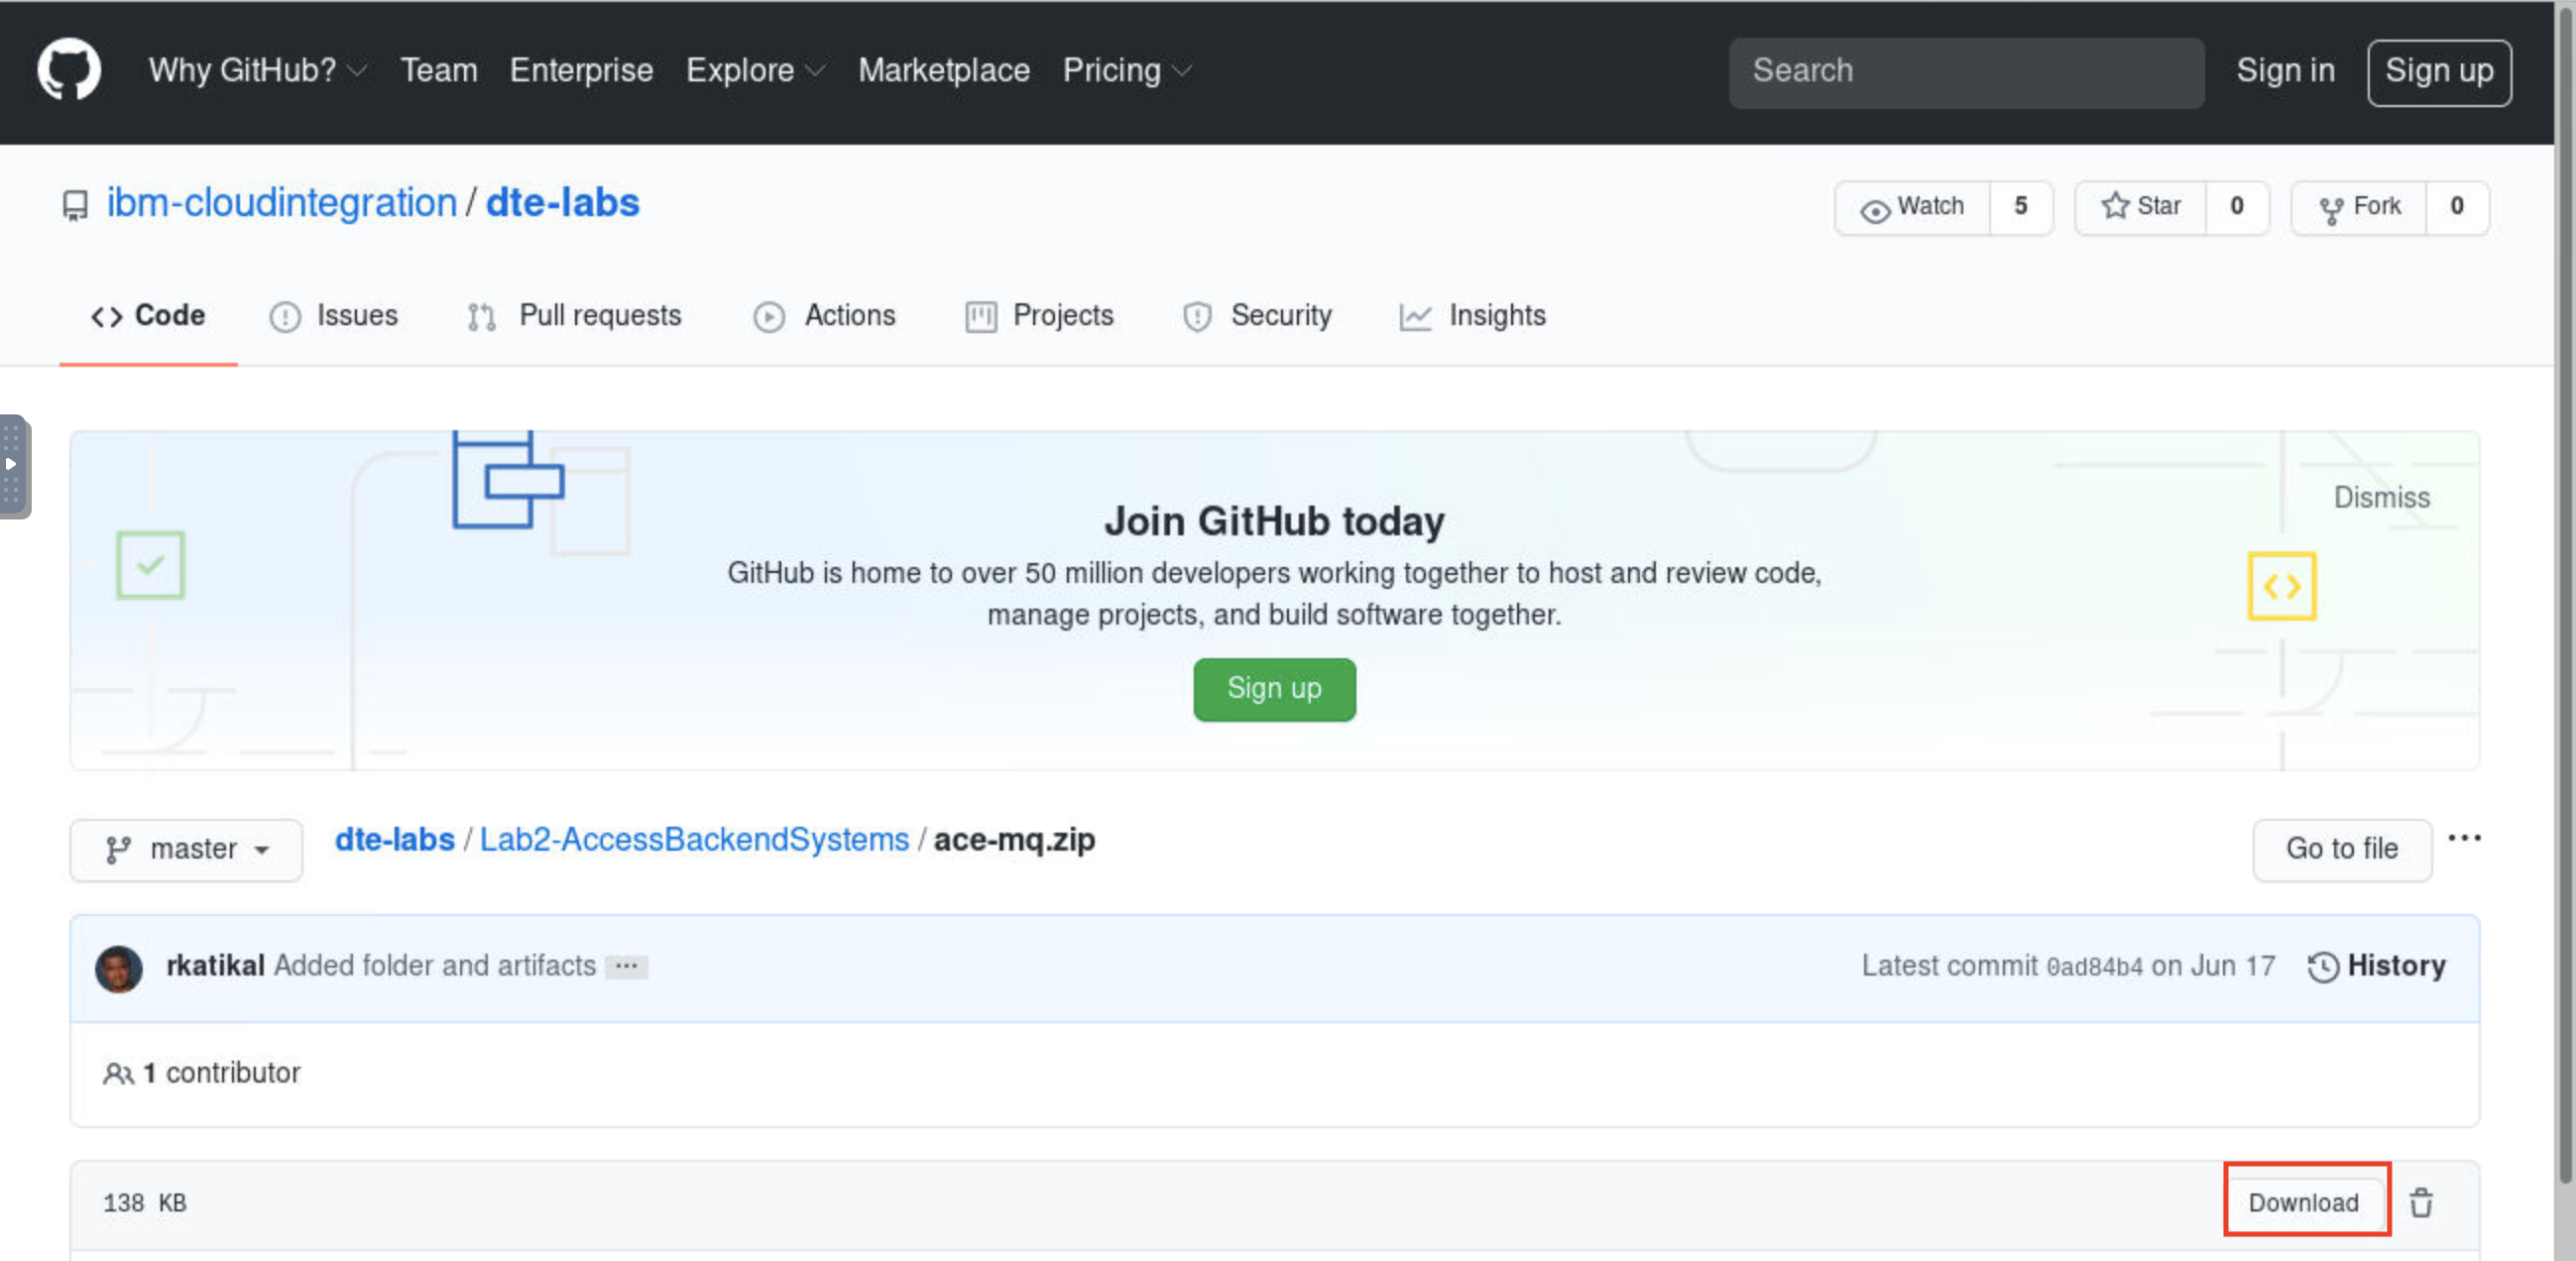 Why GitHub? Team Enterprise Explore Marketplace Pricing Search Sign in Sign up
ibm-cloudintegration / dte-labs Watch 5 Star 0 Fork 0
Code Issues Pull requests Actions Projects Security Insights
Dismiss
Join GitHub today
GitHub is home to over 50 million developers working together to host and review code,
manage projects, and build software together.
Sign up
master dte-labs / Lab2-AccessBackendSystems / ace-mq.zip Go to file ...
rkatikal Added folder and artifacts ... Latest commit 0ad84b4 on Jun 17 History
1 contributor
138 KB Download